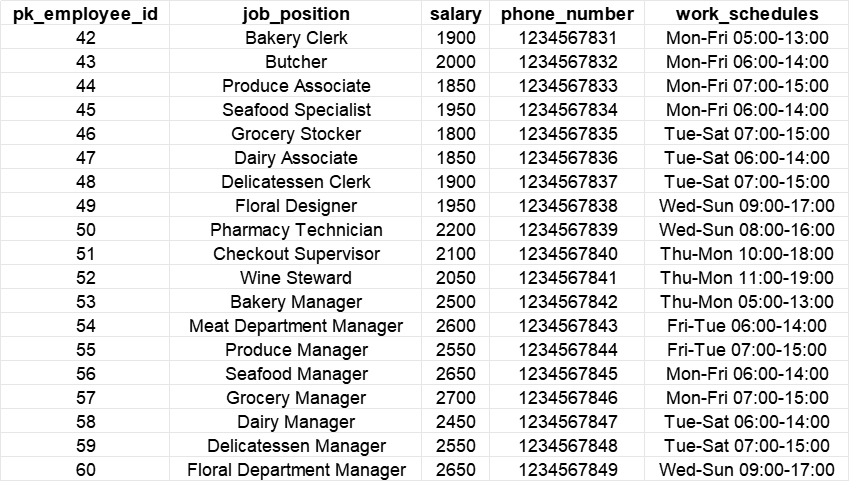 pk_employee_id job_position salary phone_number work_schedules
42 Bakery Clerk 1900 1234567831 Mon-Fri 05:00-13:00
43 Butcher 2000 1234567832 Mon-Fri 06:00-14:00
44 Produce Associate 1850 1234567833 Mon-Fri 07:00-15:00
45 Seafood Specialist 1950 1234567834 Mon-Fri 06:00-14:00
46 Grocery Stocker 1800 1234567835 Tue-Sat 07:00-15:00
47 Dairy Associate 1850 1234567836 Tue-Sat 06:00-14:00
48 Delicatessen Clerk 1900 1234567837 Tue-Sat 07:00-15:00
49 Floral Designer 1950 1234567838 Wed-Sun 09:00-17:00
50 Pharmacy Technician 2200 1234567839 Wed-Sun 08:00-16:00
51 Checkout Supervisor 2100 1234567840 Thu-Mon 10:00-18:00
52 Wine Steward 2050 1234567841 Thu-Mon 11:00-19:00
53 Bakery Manager 2500 1234567842 Thu-Mon 05:00-13:00
54 Meat Department Manager 2600 1234567843 Fri-Tue 06:00-14:00
55 Produce Manager 2550 1234567844 Fri-Tue 07:00-15:00
56 Seafood Manager 2650 1234567845 Mon-Fri 06:00-14:00
57 Grocery Manager 2700 1234567846 Mon-Fri 07:00-15:00
58 Dairy Manager 2450 1234567847 Tue-Sat 06:00-14:00
59 Delicatessen Manager 2550 1234567848 Tue-Sat 07:00-15:00
60 Floral Department Manager 2650 1234567849 Wed-Sun 09:00-17:00